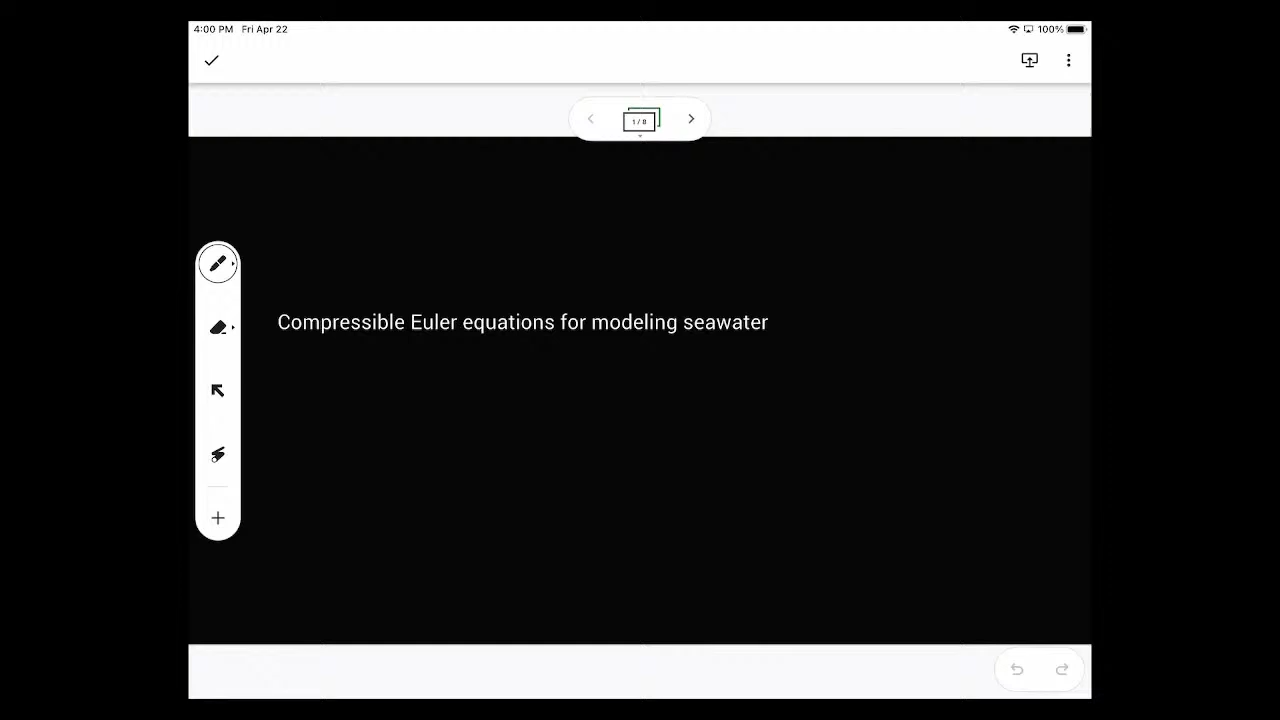 4:00 PM Fri Apr 22
100%
1 / 8
Compressible Euler equations for modeling seawater